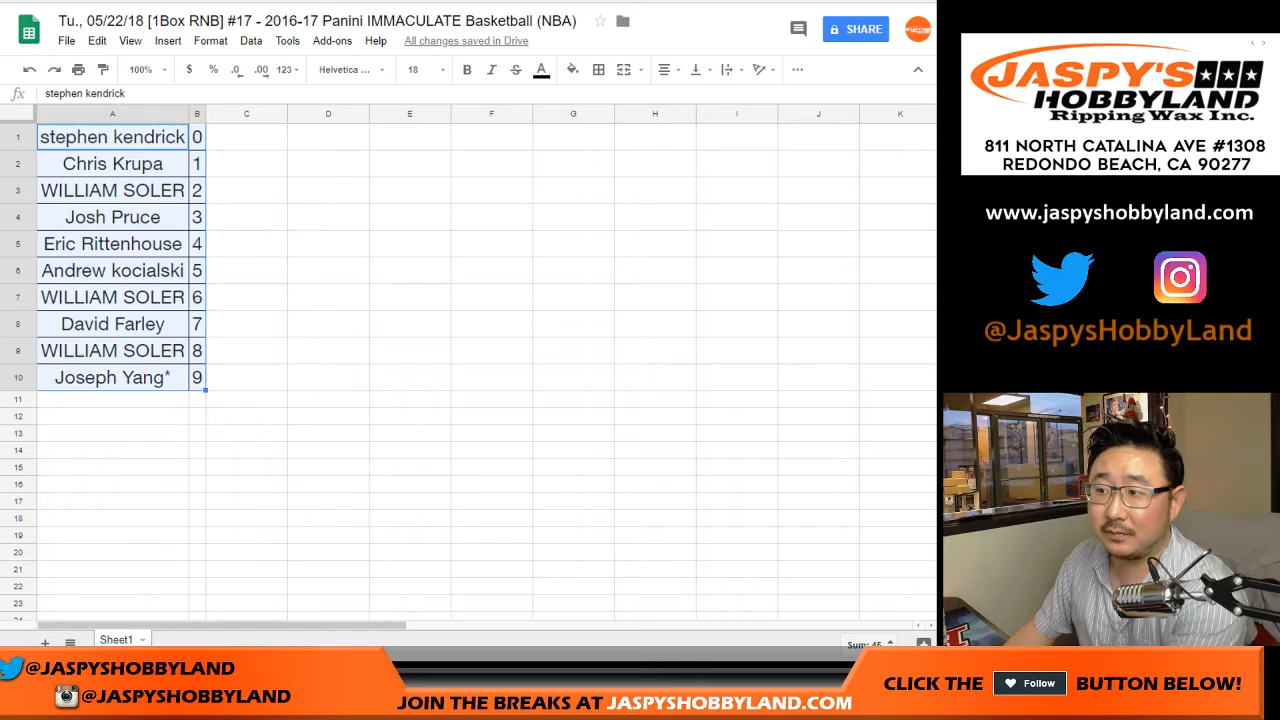 Tu., 05/22/18 [1Box RNB] #17 - 2016-17 Panini IMMACULATE Basketball (NBA)
File Edit View Insert Format Data Tools Add-ons Help All changes saved in Drive
SHARE
100% $ % .0 .00 123 Helvetica ... 18 B I S A
fx stephen kendrick
A B C D E F G H I J K
1 stephen kendrick 0
2 Chris Krupa 1
3 WILLIAM SOLER 2
4 Josh Pruce 3
5 Eric Rittenhouse 4
6 Andrew kocialski 5
7 WILLIAM SOLER 6
8 David Farley 7
9 WILLIAM SOLER 8
10 Joseph Yang* 9
11
12
13
14
15
16
17
18
19
20
21
22
23
Sheet1
Sum: 45
JASPY'S
HOBBYLAND
Ripping Wax Inc.
811 NORTH CATALINA AVE #1308
REDONDO BEACH, CA 90277
www.jaspyshobbyland.com
@JaspysHobbyLand
@JASPYSHOBBYLAND
@JASPYSHOBBYLAND
JOIN THE BREAKS AT JASPYSHOBBYLAND.COM
CLICK THE Follow BUTTON BELOW!